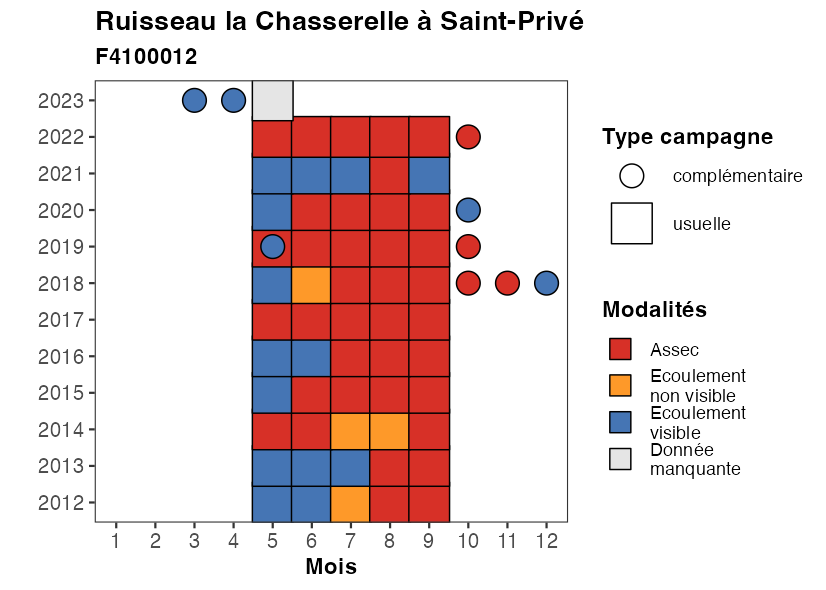 Ruisseau la Chasserelle à Saint-Privé
F4100012
2023
2022
2021
2020
2019
2018
2017
2016
2015
2014
2013
2012
1 2 3 4 5 6 7 8 9 10 11 12
Mois
Type campagne
complémentaire
usuelle
Modalités
Assec
Ecoulement
non visible
Ecoulement
visible
Donnée
manquante